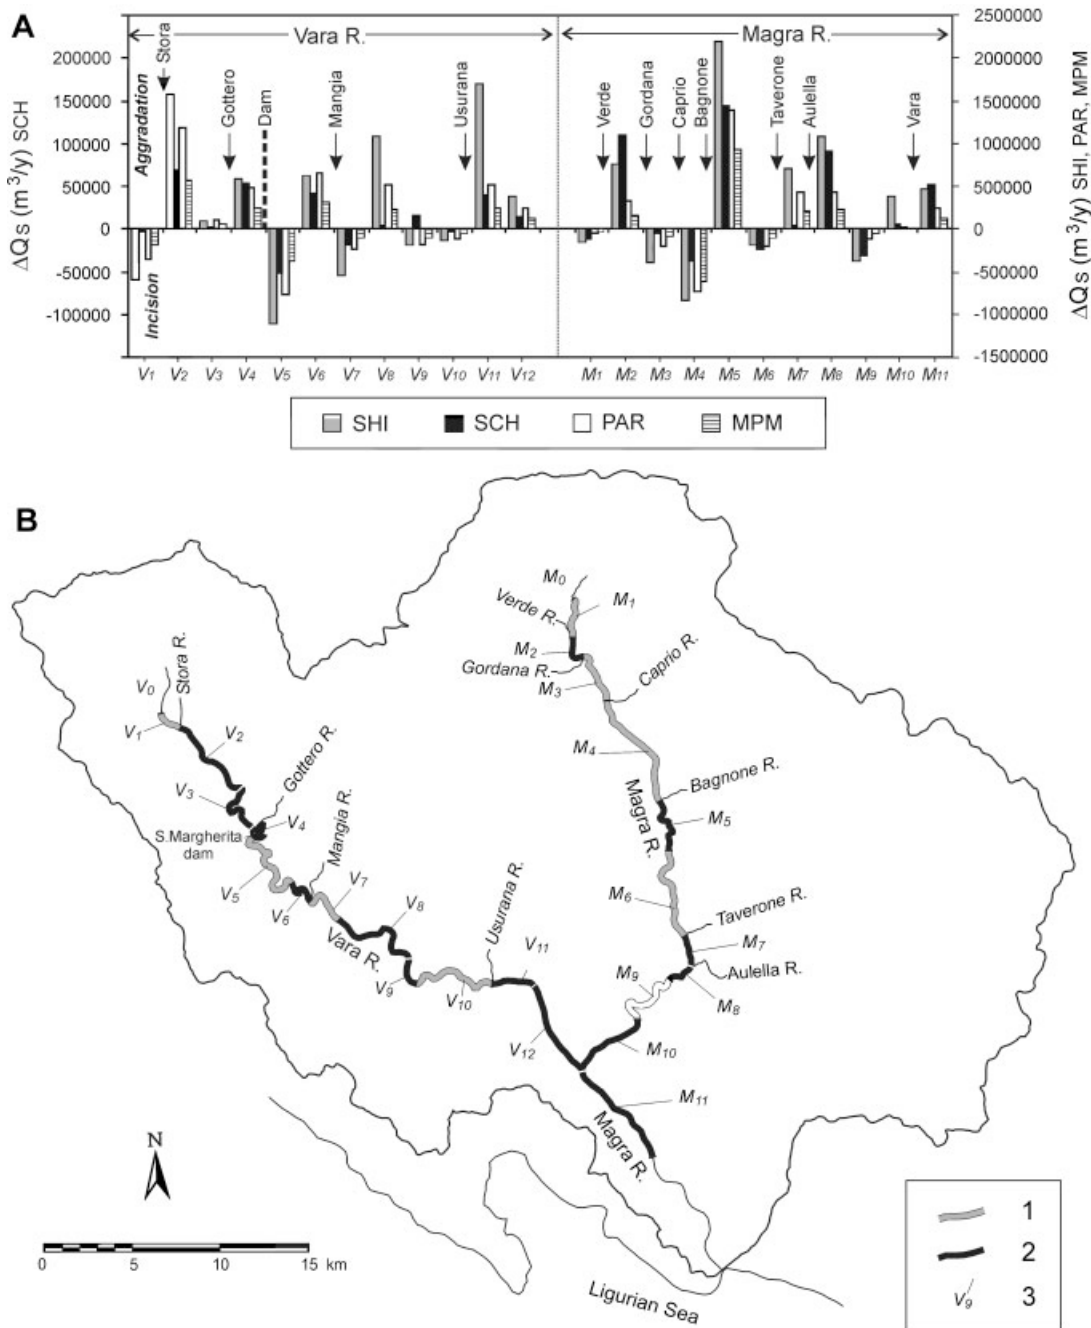 A
Vara R.
Magra R.
Stora
Gottero
Dam
Mangia
Usurana
Verde
Gordana
Caprio
Bagnone
Taverone
Aulella
Vara
Aggradation
Incision
ΔQs (m³/y) SCH
200000
150000
100000
50000
0
-50000
-100000
2500000
2000000
1500000
1000000
500000
0
-500000
-1000000
-1500000
ΔQs (m³/y) SHI, PAR, MPM
V1 V2 V3 V4 V5 V6 V7 V8 V9 V10 V11 V12 M1 M2 M3 M4 M5 M6 M7 M8 M9 M10 M11
SHI SCH PAR MPM
B
M0
M1
Verde R.
M2
Gordana R.
Caprio R.
M3
Stora R.
V0
V1
V2
M4
Gottero R.
Bagnone R.
V3
V4
Magra R.
M5
S.Margherita
dam
Mangia R.
V5
V6
V7
V8
M6
Usurana R.
Taverone R.
Vara R.
V11
M7
V9
V10
M9
Aulella R.
M8
V12
M10
M11
Magra R.
N
0 5 10 15 km
Ligurian Sea
1
2
V9 3